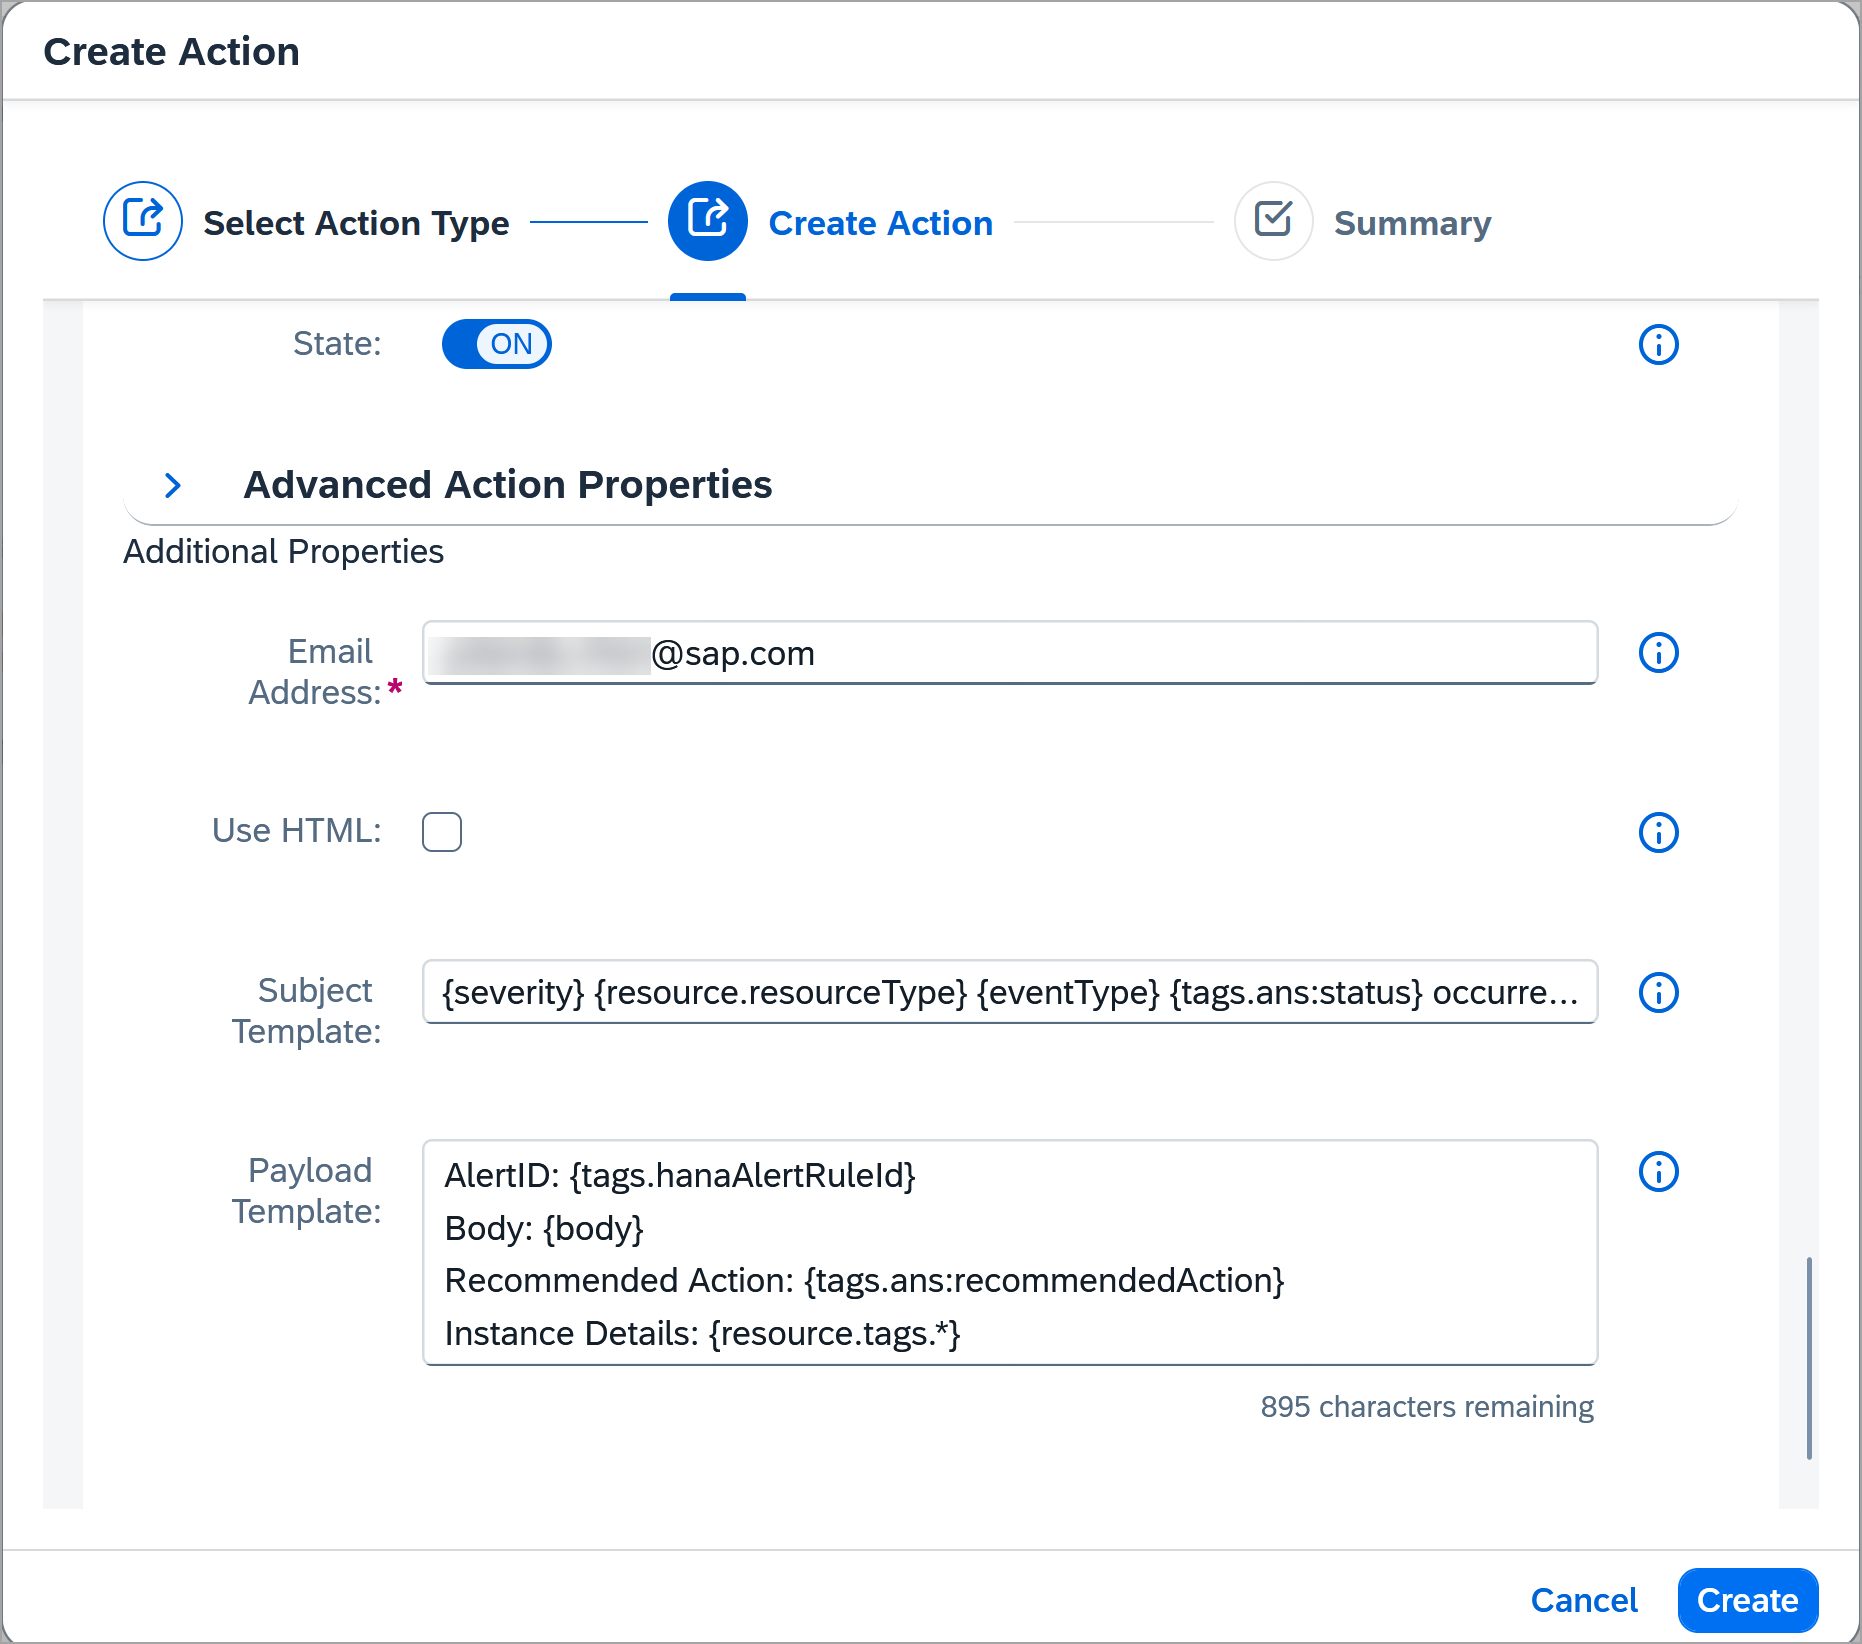 Create Action
Select Action Type
Create Action
Summary
State:
ON
Advanced Action Properties
Additional Properties
Email
Address:*
@sap.com
Use HTML:
Subject
Template:
{severity} {resource.resourceType} {eventType} {tags.ans:status} occurre...
Payload
Template:
AlertID: {tags.hanaAlertRuleId}
Body: {body}
Recommended Action: {tags.ans:recommendedAction}
Instance Details: {resource.tags.*}
895 characters remaining
Cancel
Create